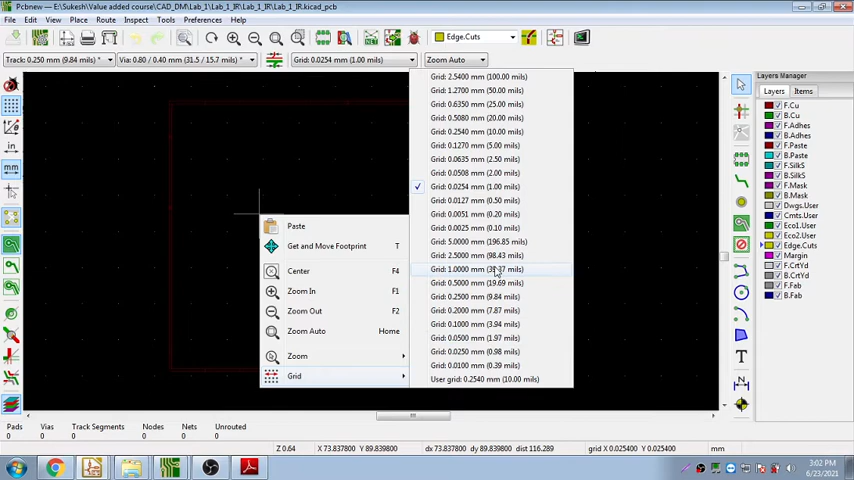 Pcbnew — E:\Sukesh\Value added course\CAD_DM\Lab_1\Lab_1_IR\Lab_1_IR\Lab_1_IR.kicad_pcb
File Edit View Setup Place Route Inspect Tools Preferences Help
Edge.Cuts
Track: 0.250 mm (9.84 mils) * Via: 0.80 / 0.40 mm (31.5 / 15.7 mils) * Grid: 0.0254 mm (1.00 mils) Zoom Auto
Grid: 2.5400 mm (100.00 mils)
Grid: 1.2700 mm (50.00 mils)
Grid: 0.6350 mm (25.00 mils)
Grid: 0.5080 mm (20.00 mils)
Grid: 0.2540 mm (10.00 mils)
Grid: 0.1270 mm (5.00 mils)
Grid: 0.0635 mm (2.50 mils)
Grid: 0.0508 mm (2.00 mils)
Grid: 0.0254 mm (1.00 mils)
Grid: 0.0127 mm (0.50 mils)
Grid: 0.0051 mm (0.20 mils)
Grid: 0.0025 mm (0.10 mils)
Grid: 5.0000 mm (196.85 mils)
Grid: 2.5000 mm (98.43 mils)
Grid: 1.0000 mm (39.37 mils)
Grid: 0.5000 mm (19.69 mils)
Grid: 0.2500 mm (9.84 mils)
Grid: 0.2000 mm (7.87 mils)
Grid: 0.1000 mm (3.94 mils)
Grid: 0.0500 mm (1.97 mils)
Grid: 0.0250 mm (0.98 mils)
Grid: 0.0100 mm (0.39 mils)
User grid: 0.2540 mm (10.00 mils)
Paste
Get and Move Footprint T
Center F4
Zoom In F1
Zoom Out F2
Zoom Auto Home
Zoom
Grid
in
mm
T
N
Layers Manager
Layers Items
F.Cu
B.Cu
F.Adhes
B.Adhes
F.Paste
B.Paste
F.SilkS
B.SilkS
F.Mask
B.Mask
Dwgs.User
Cmts.User
Eco1.User
Eco2.User
Edge.Cuts
Margin
F.CrtYd
B.CrtYd
F.Fab
B.Fab
Pads Vias Track Segments Nodes Nets Unrouted
0 0 0 0 0 0
Z 0.64 X 73.837800 Y 89.839800 dx 73.837800 dy 89.839800 dist 116.289 grid X 0.025400 Y 0.025400 mm
3:02 PM
6/23/2021